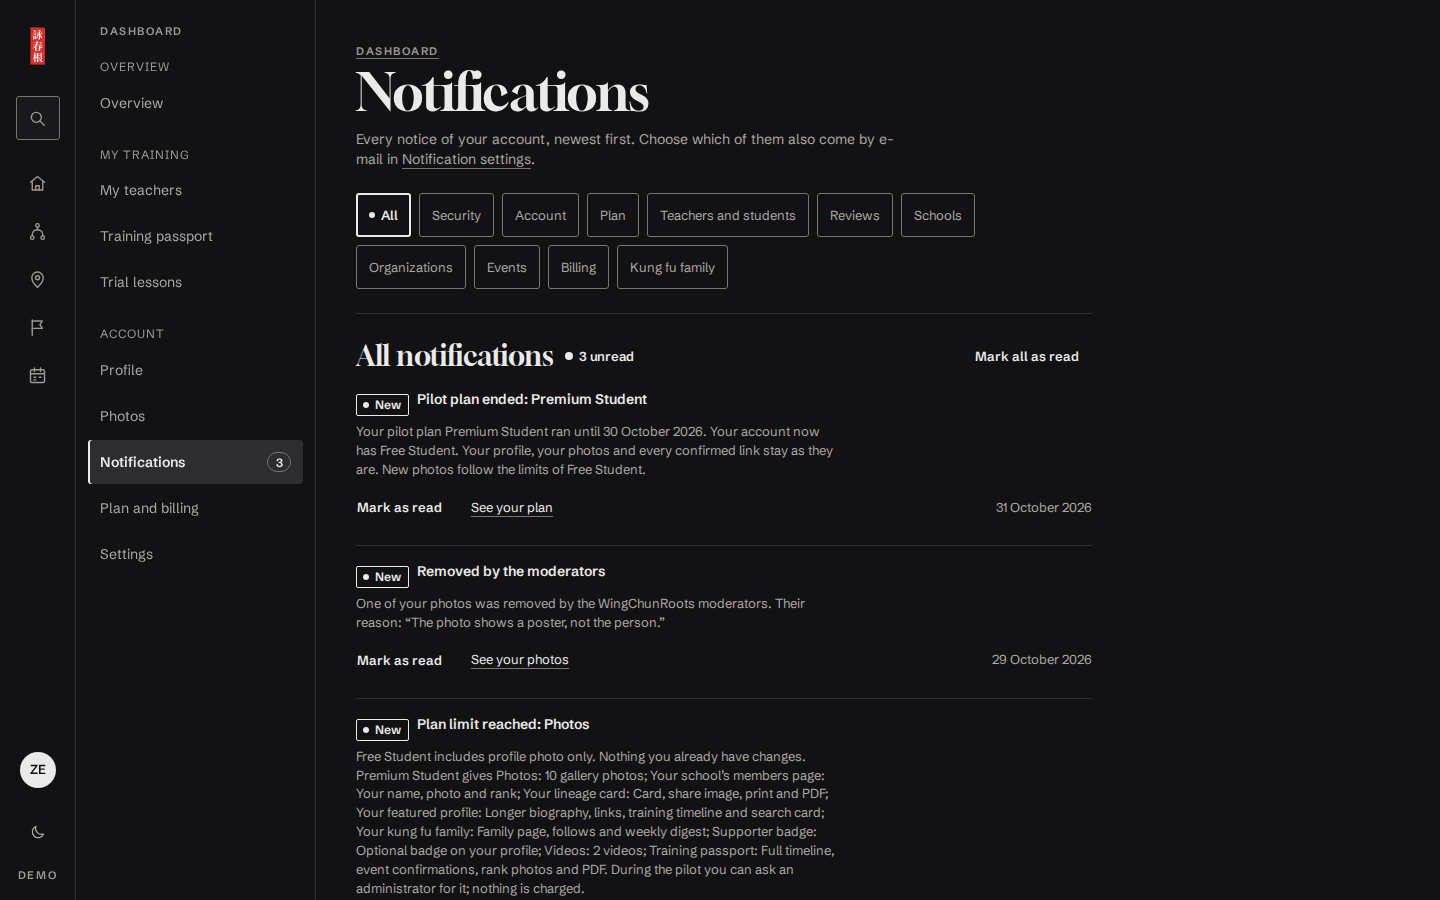 詠春根
DASHBOARD
OVERVIEW
Overview
MY TRAINING
My teachers
Training passport
Trial lessons
ACCOUNT
Profile
Photos
Notifications 3
Plan and billing
Settings
ZE
DEMO
DASHBOARD
Notifications
Every notice of your account, newest first. Choose which of them also come by e-
mail in Notification settings.
All Security Account Plan Teachers and students Reviews Schools
Organizations Events Billing Kung fu family
All notifications 3 unread Mark all as read
New Pilot plan ended: Premium Student
Your pilot plan Premium Student ran until 30 October 2026. Your account now
has Free Student. Your profile, your photos and every confirmed link stay as they
are. New photos follow the limits of Free Student.
Mark as read See your plan 31 October 2026
New Removed by the moderators
One of your photos was removed by the WingChunRoots moderators. Their
reason: “The photo shows a poster, not the person.”
Mark as read See your photos 29 October 2026
New Plan limit reached: Photos
Free Student includes profile photo only. Nothing you already have changes.
Premium Student gives Photos: 10 gallery photos; Your school’s members page:
Your name, photo and rank; Your lineage card: Card, share image, print and PDF;
Your featured profile: Longer biography, links, training timeline and search card;
Your kung fu family: Family page, follows and weekly digest; Supporter badge:
Optional badge on your profile; Videos: 2 videos; Training passport: Full timeline,
event confirmations, rank photos and PDF. During the pilot you can ask an
administrator for it; nothing is charged.